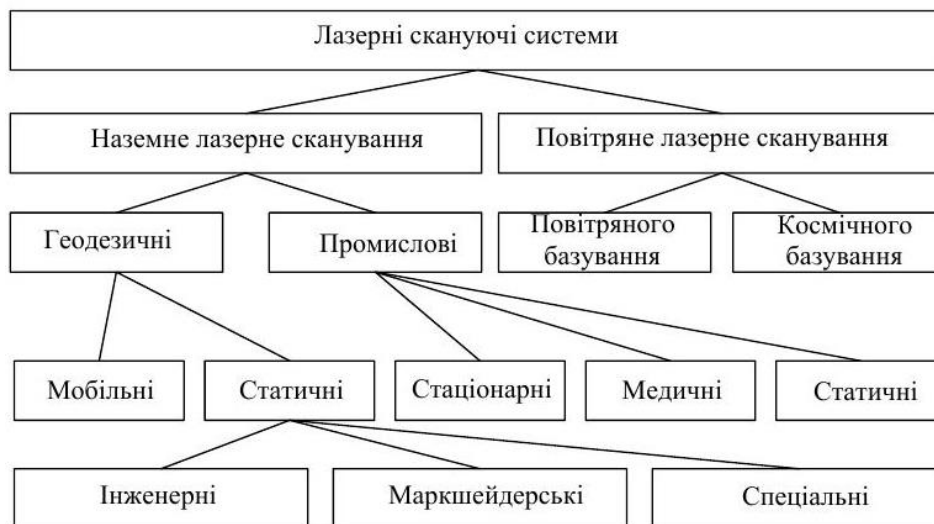 Лазерні скануючі системи
Наземне лазерне сканування
Повітряне лазерне сканування
Геодезичні
Промислові
Повітряного
базування
Космічного
базування
Мобільні
Статичні
Стаціонарні
Медичні
Статичні
Інженерні
Маркшейдерські
Спеціальні